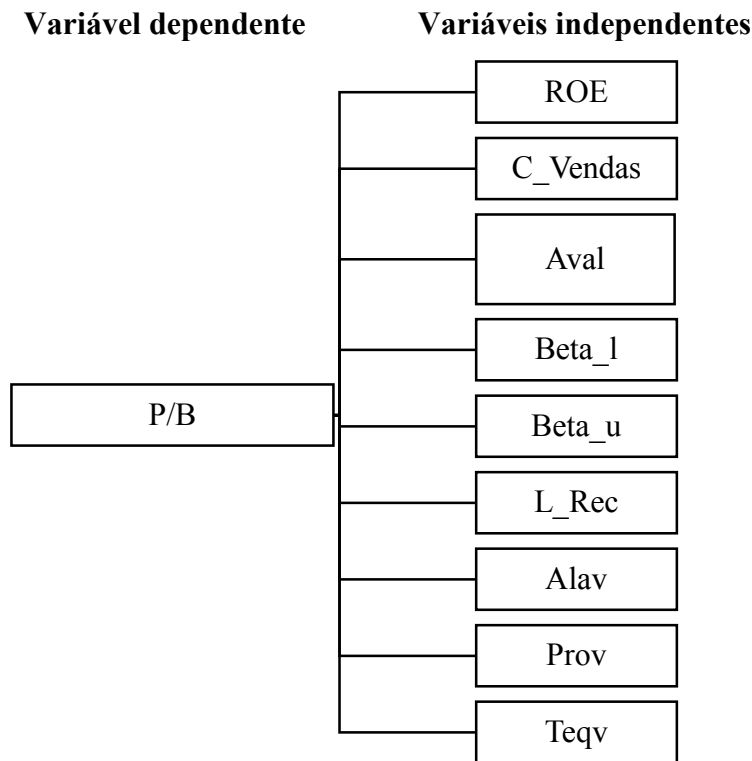 Variável dependente
Variáveis independentes
P/B
ROE
C_Vendas
Aval
Beta_l
Beta_u
L_Rec
Alav
Prov
Teqv